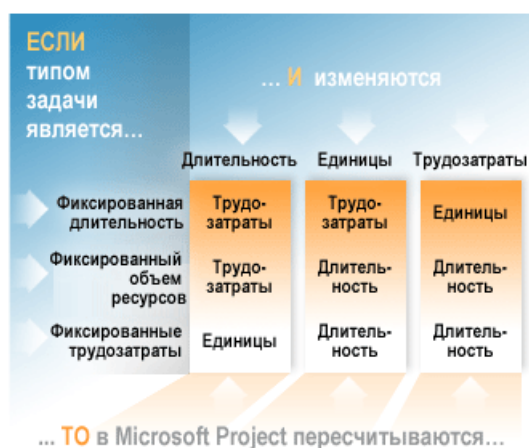 ЕСЛИ
типом
задачи
является...
... И изменяются
Длительность Единицы Трудозатраты
Фиксированная
длительность
Трудо-
затраты
Трудо-
затраты
Единицы
Фиксированный
объем
ресурсов
Трудо-
затраты
Длитель-
ность
Длитель-
ность
Фиксированные
трудозатраты
Единицы
Длитель-
ность
Длитель-
ность
... ТО в Microsoft Project пересчитываются...